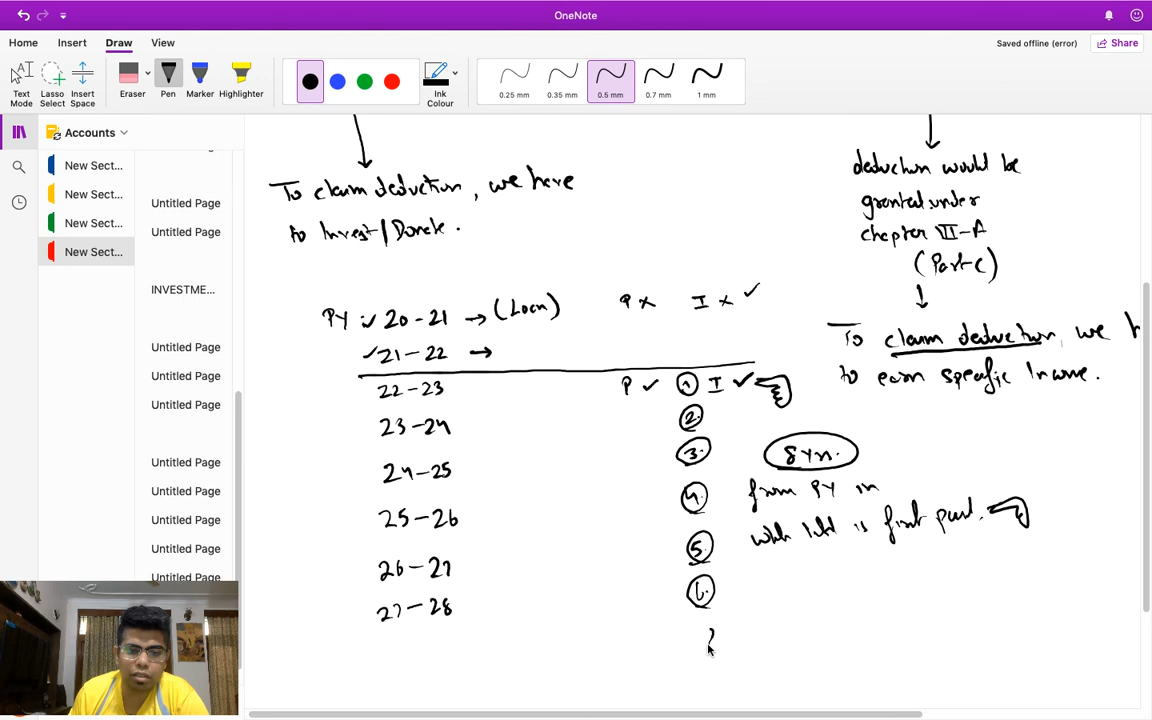 OneNote
Home Insert Draw View
Saved offline (error) Share
Text Mode
Lasso Select
Insert Space
Eraser
Pen
Marker
Highlighter
Ink Colour
0.25 mm
0.35 mm
0.5 mm
0.7 mm
1 mm
Accounts
New Sect...
New Sect...
New Sect...
New Sect...
Untitled Page
Untitled Page
INVESTME...
Untitled Page
Untitled Page
Untitled Page
Untitled Page
Untitled Page
Untitled Page
Untitled Page
Untitled Page
To claim deduction, we have
to Invest/Donate.
deduction would be
granted under
chapter VI-A
(Part-C)
To claim deduction, we h
to earn specific Income.
PY ✓ 20-21 → (Loan) P x I x ✓
✓ 21-22 →
22-23 P ✓ 1 I ✓
23-24 2.
24-25 3.
25-26 4.
26-27 5.
27-28 6.
8yr.
from PY in
which is first paid.